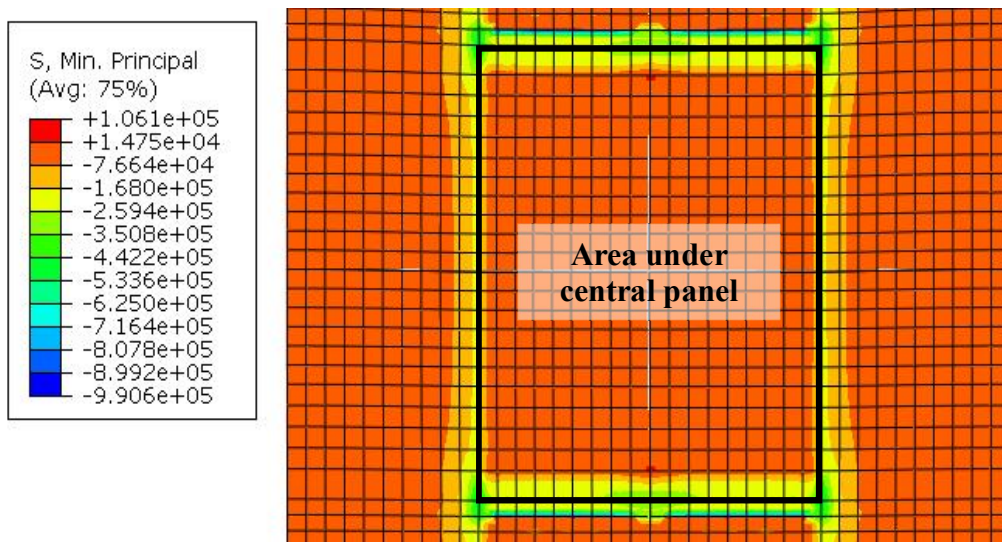 S, Min. Principal
(Avg: 75%)
+1.061e+05
+1.475e+04
-7.664e+04
-1.680e+05
-2.594e+05
-3.508e+05
-4.422e+05
-5.336e+05
-6.250e+05
-7.164e+05
-8.078e+05
-8.992e+05
-9.906e+05
Area under
central panel